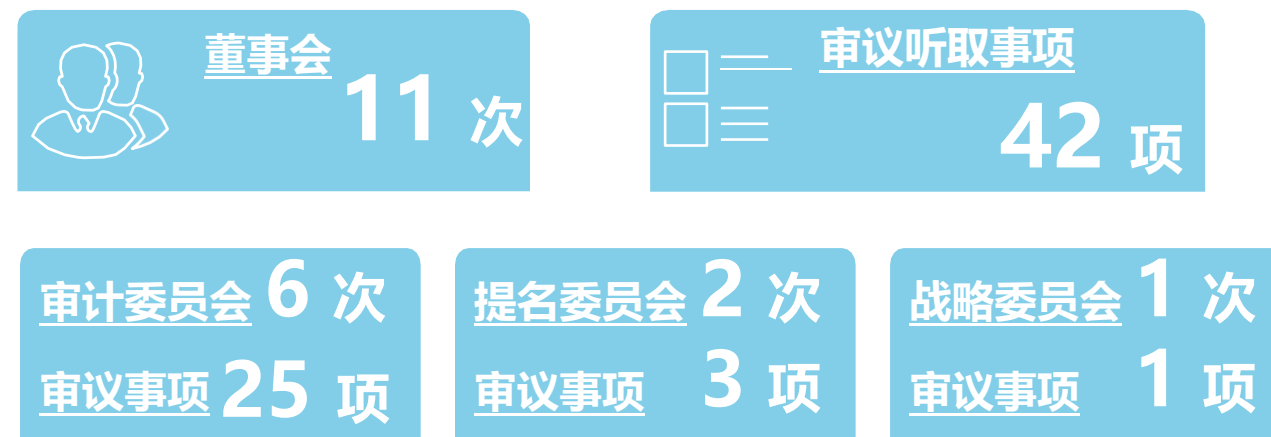 董事会 11 次
审议听取事项
42 项
审计委员会 6 次
审议事项 25 项
提名委员会 2 次
审议事项 3 项
战略委员会 1 次
审议事项 1 项